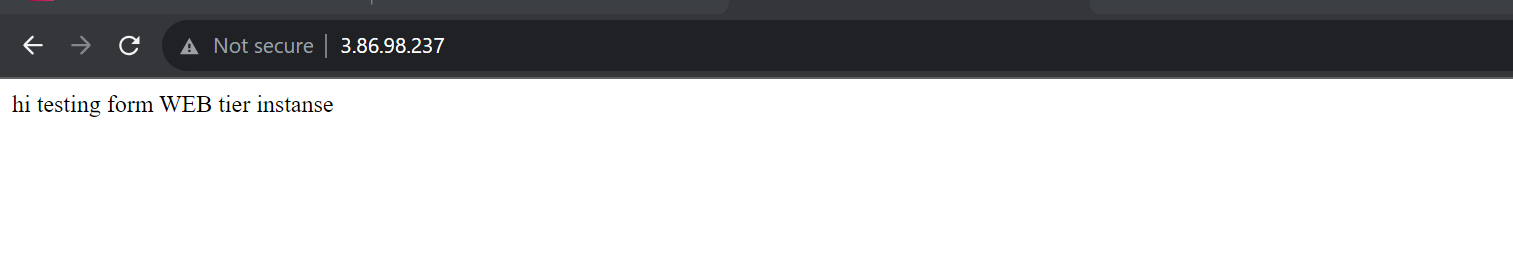 Not secure 3.86.98.237
hi testing form WEB tier instanse